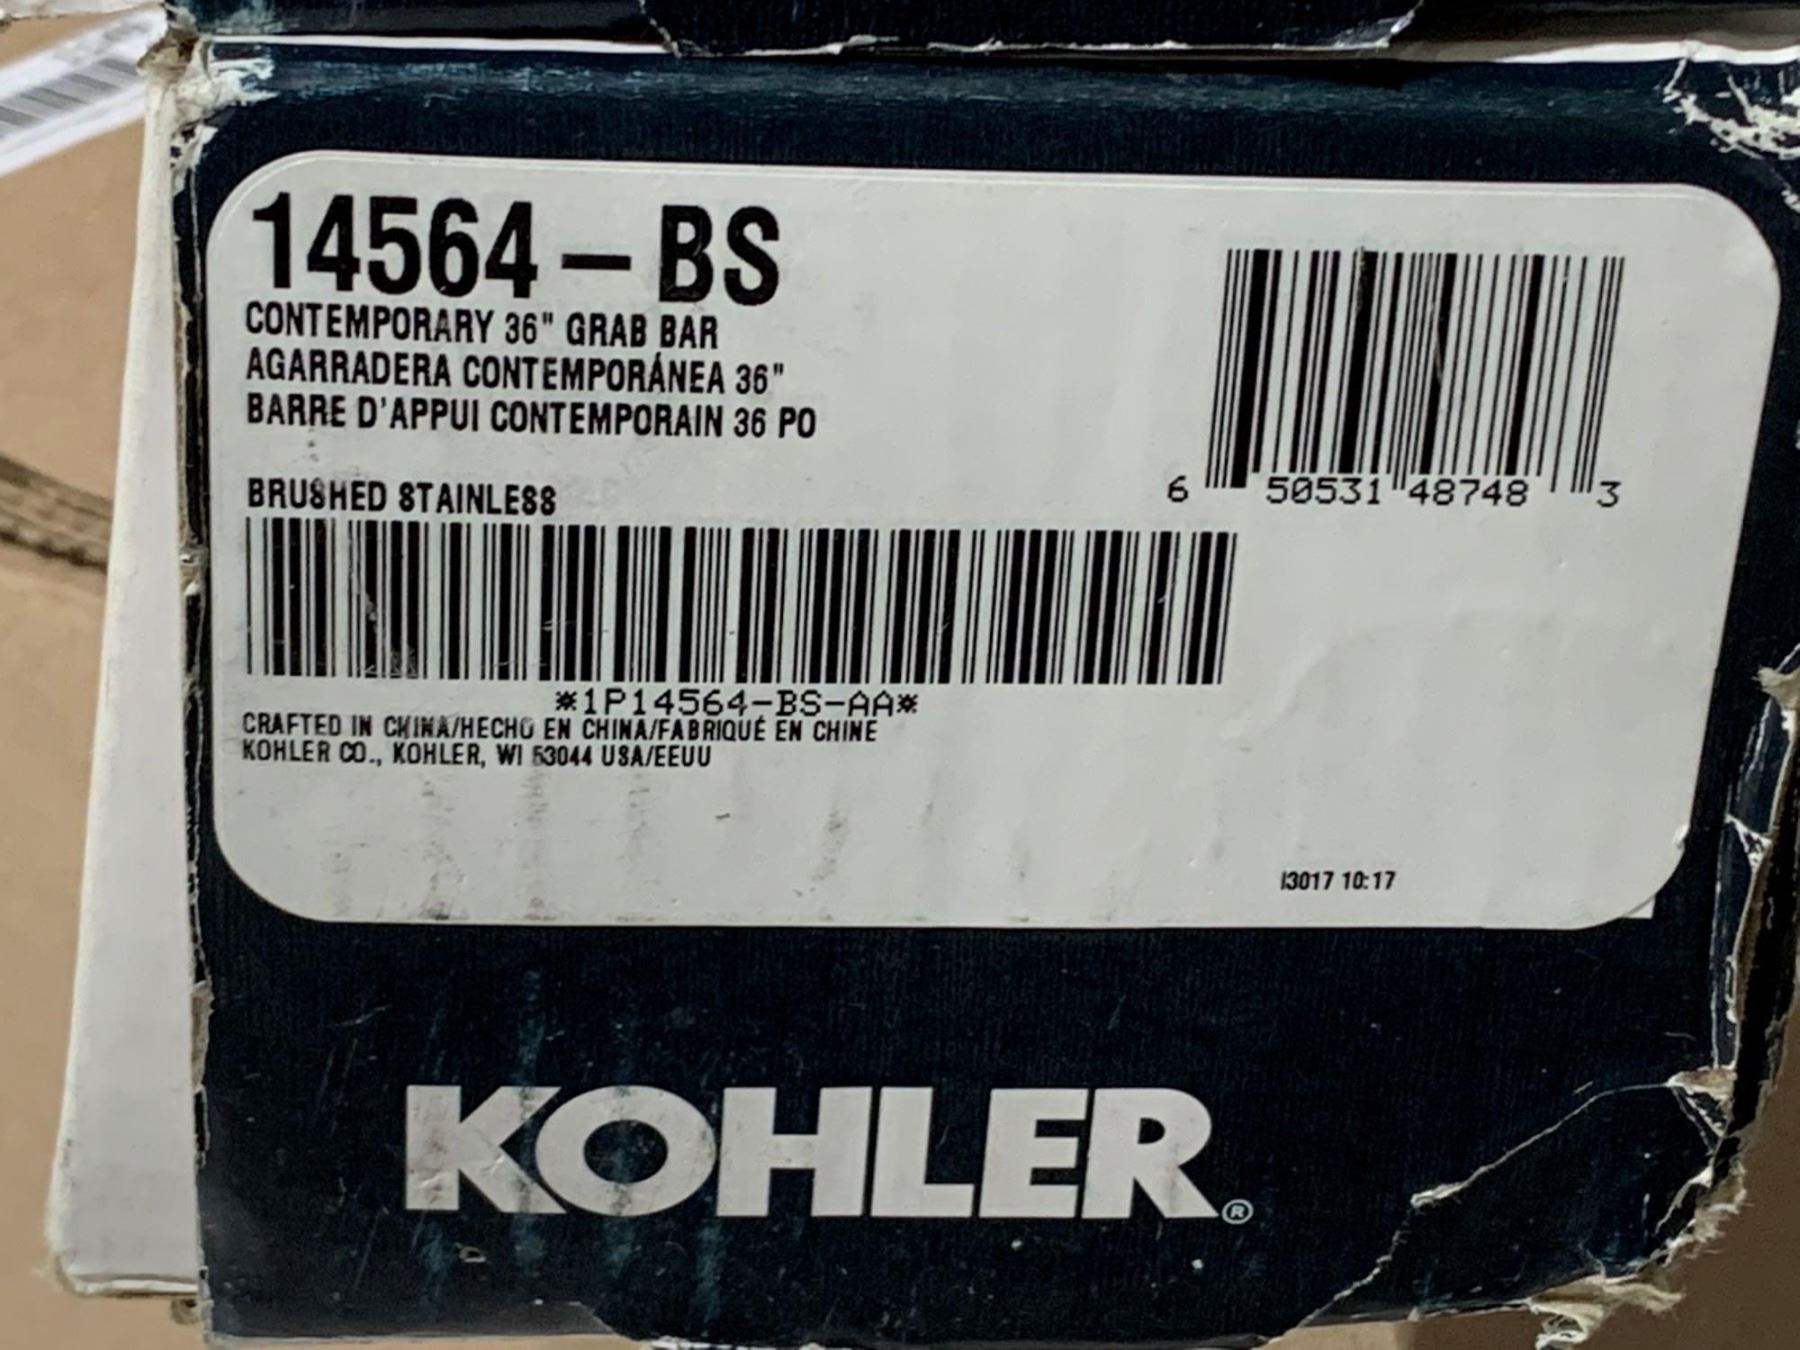 14564 – BS
CONTEMPORARY 36" GRAB BAR
AGARRADERA CONTEMPORÁNEA 36"
BARRE D'APPUI CONTEMPORAIN 36 PO
BRUSHED STAINLESS
6 50531 48748 3
*1P14564-BS-AA*
CRAFTED IN CHINA/HECHO EN CHINA/FABRIQUÉ EN CHINE
KOHLER CO., KOHLER, WI 53044 USA/EEUU
I3017 10:17
KOHLER®